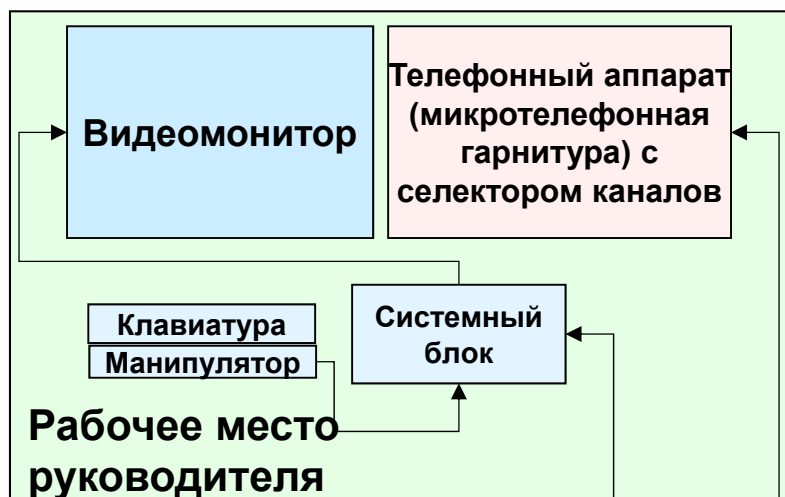 Видеомонитор
Телефонный аппарат
(микротелефонная
гарнитура) с
селектором каналов
Клавиатура
Манипулятор
Системный
блок
Рабочее место
руководителя